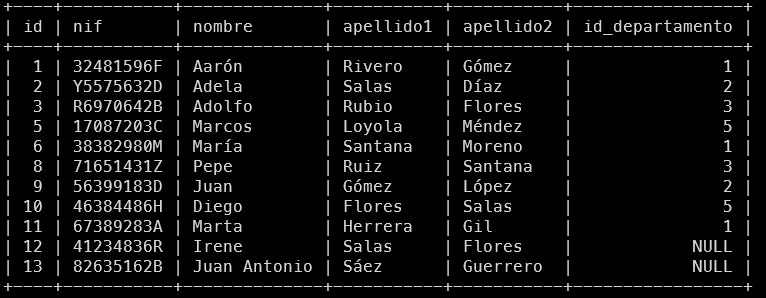 +----+-----------+--------------+-----------+-----------+-----------------+
| id | nif       | nombre       | apellido1 | apellido2 | id_departamento |
+----+-----------+--------------+-----------+-----------+-----------------+
|  1 | 32481596F | Aarón        | Rivero    | Gómez     |               1 |
|  2 | Y5575632D | Adela        | Salas     | Díaz      |               2 |
|  3 | R6970642B | Adolfo       | Rubio     | Flores    |               3 |
|  5 | 17087203C | Marcos       | Loyola    | Méndez    |               5 |
|  6 | 38382980M | María        | Santana   | Moreno    |               1 |
|  8 | 71651431Z | Pepe         | Ruiz      | Santana   |               3 |
|  9 | 56399183D | Juan         | Gómez     | López     |               2 |
| 10 | 46384486H | Diego        | Flores    | Salas     |               5 |
| 11 | 67389283A | Marta        | Herrera   | Gil       |               1 |
| 12 | 41234836R | Irene        | Salas     | Flores    |            NULL |
| 13 | 82635162B | Juan Antonio | Sáez      | Guerrero  |            NULL |
+----+-----------+--------------+-----------+-----------+-----------------+